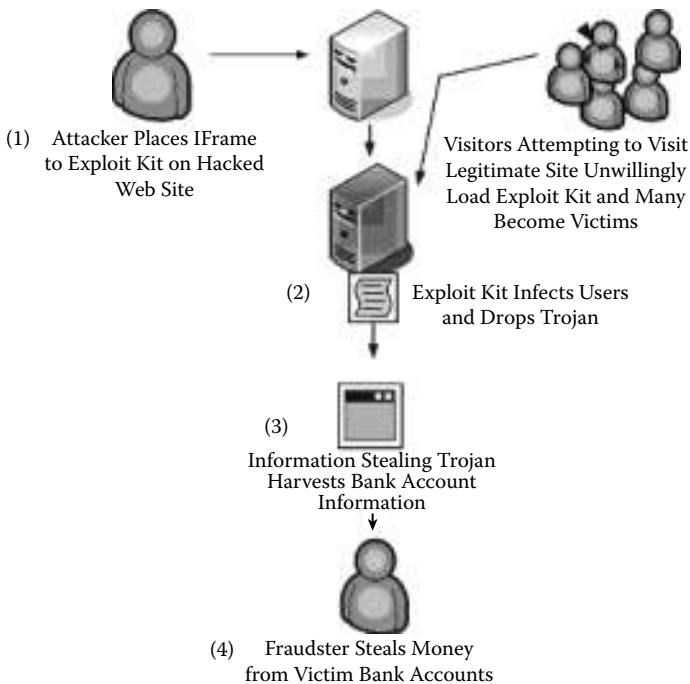 (1) Attacker Places IFrame
to Exploit Kit on Hacked
Web Site
Visitors Attempting to Visit
Legitimate Site Unwillingly
Load Exploit Kit and Many
Become Victims
(2) Exploit Kit Infects Users
and Drops Trojan
(3)
Information Stealing Trojan
Harvests Bank Account
Information
(4) Fraudster Steals Money
from Victim Bank Accounts